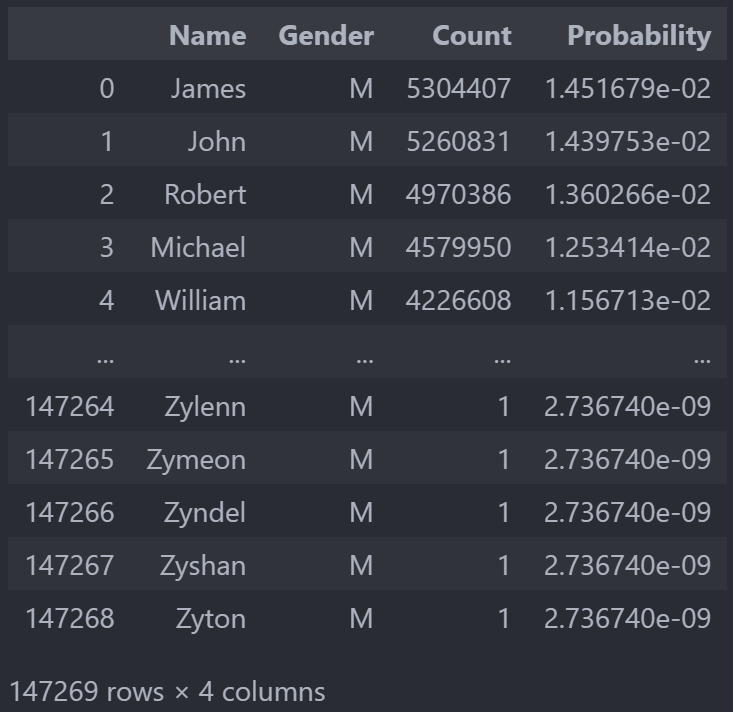 Name Gender Count Probability
0 James M 5304407 1.451679e-02
1 John M 5260831 1.439753e-02
2 Robert M 4970386 1.360266e-02
3 Michael M 4579950 1.253414e-02
4 William M 4226608 1.156713e-02
... ... ... ... ...
147264 Zylenn M 1 2.736740e-09
147265 Zymeon M 1 2.736740e-09
147266 Zyndel M 1 2.736740e-09
147267 Zyshan M 1 2.736740e-09
147268 Zyton M 1 2.736740e-09
147269 rows × 4 columns